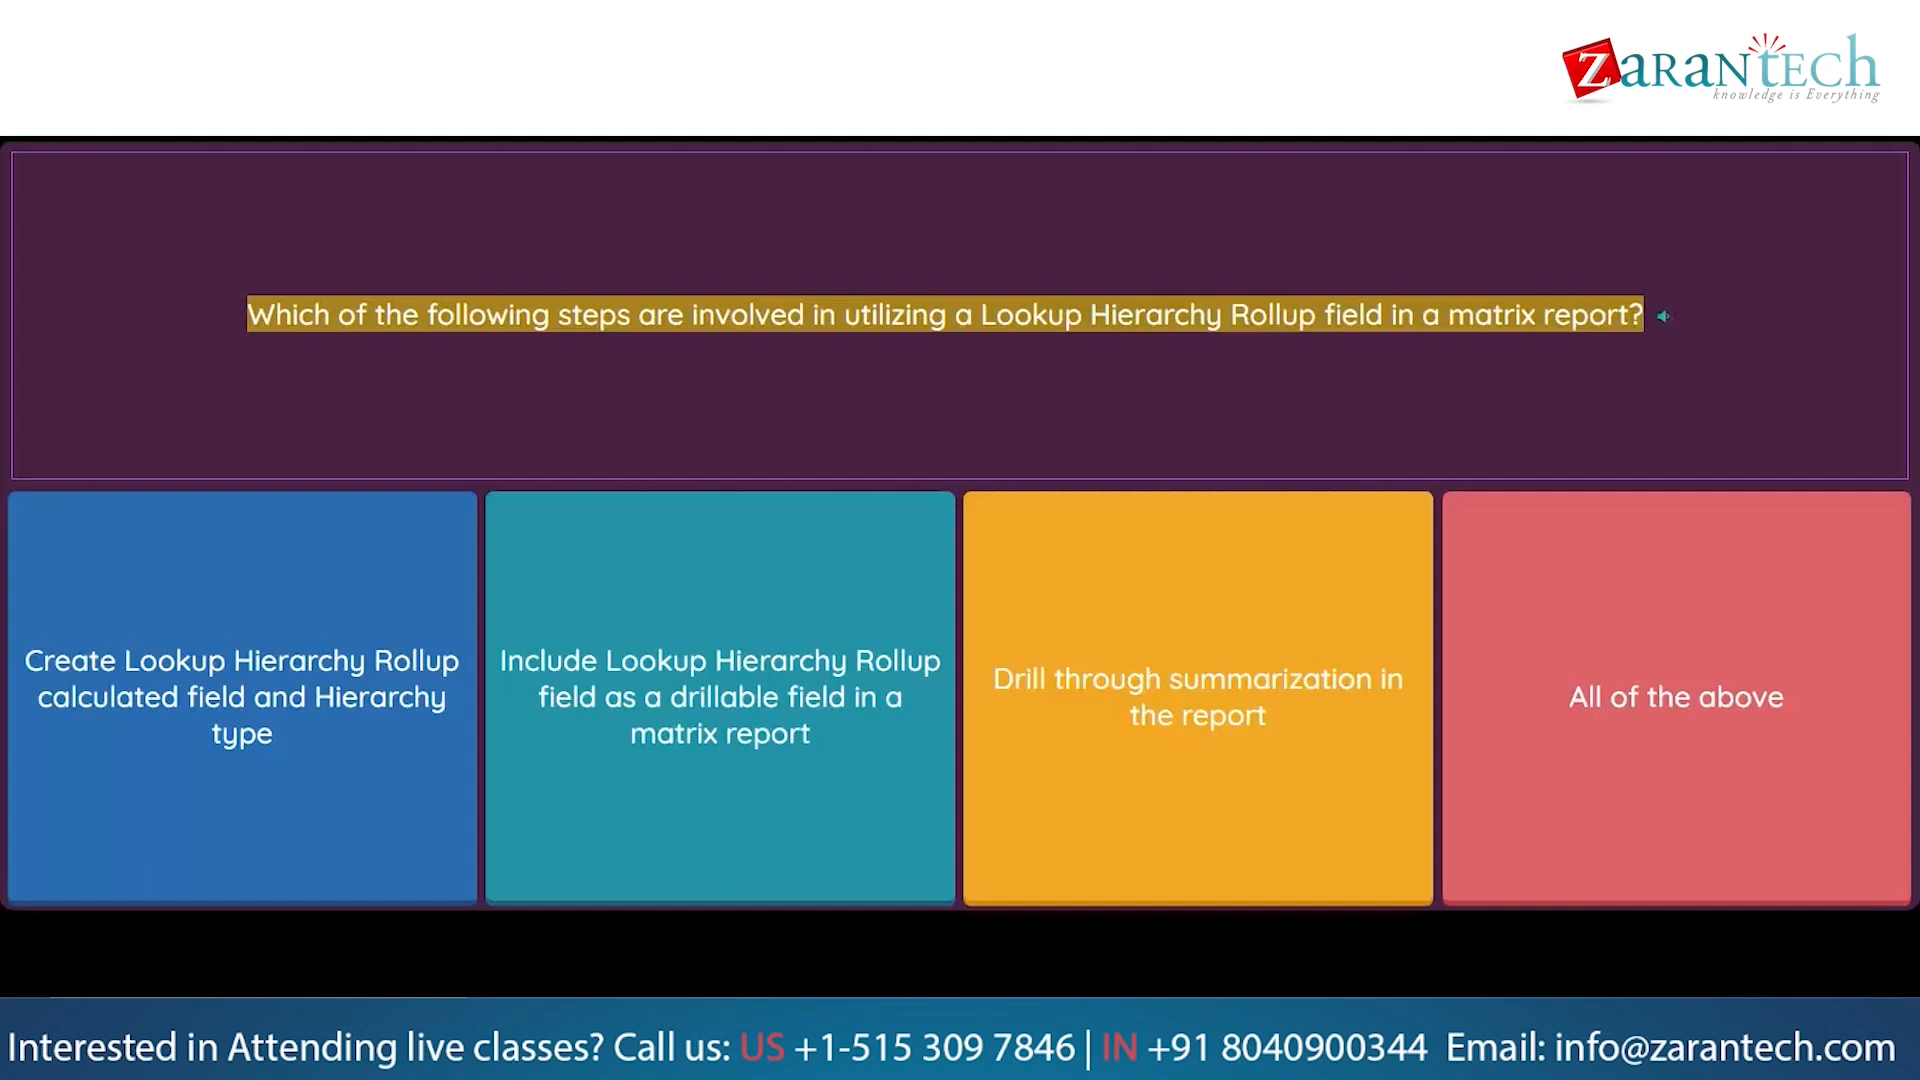 ZARANTECH
knowledge is Everything
Which of the following steps are involved in utilizing a Lookup Hierarchy Rollup field in a matrix report?
Create Lookup Hierarchy Rollup
calculated field and Hierarchy
type
Include Lookup Hierarchy Rollup
field as a drillable field in a
matrix report
Drill through summarization in
the report
All of the above
Interested in Attending live classes? Call us: US +1-515 309 7846 | IN +91 8040900344 Email: info@zarantech.com